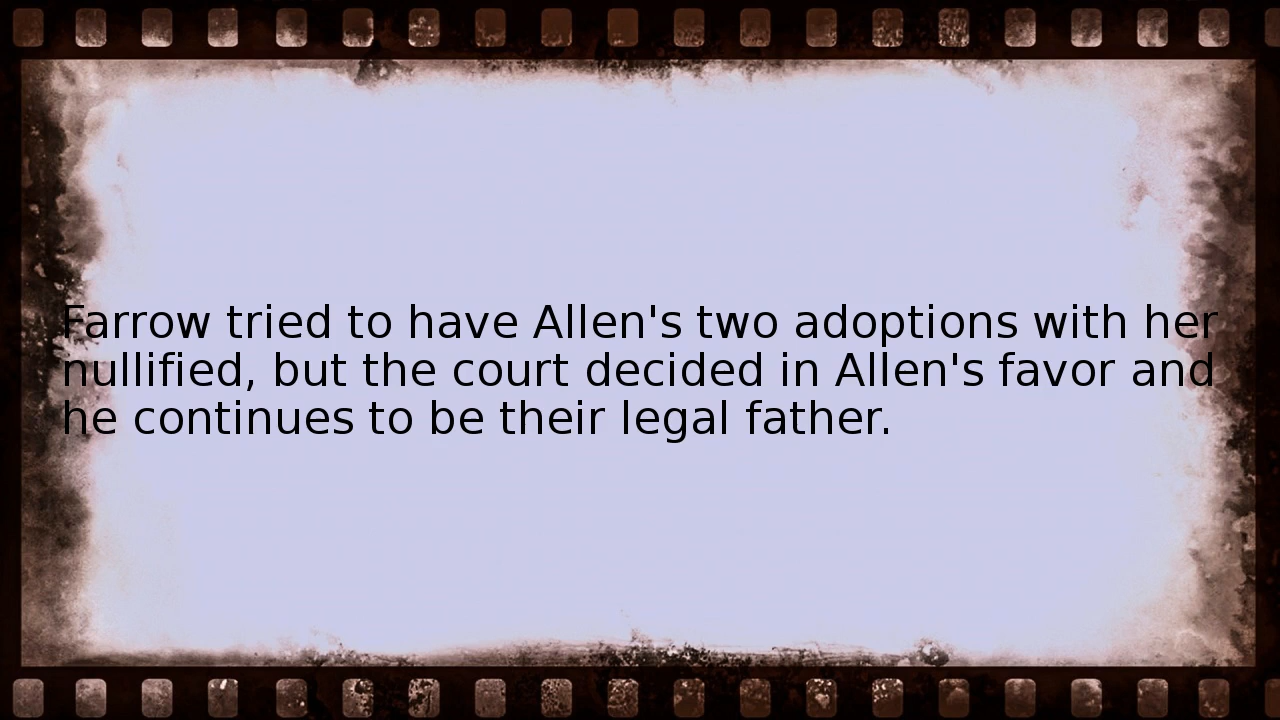 Farrow tried to have Allen's two adoptions with her
nullified, but the court decided in Allen's favor and
he continues to be their legal father.